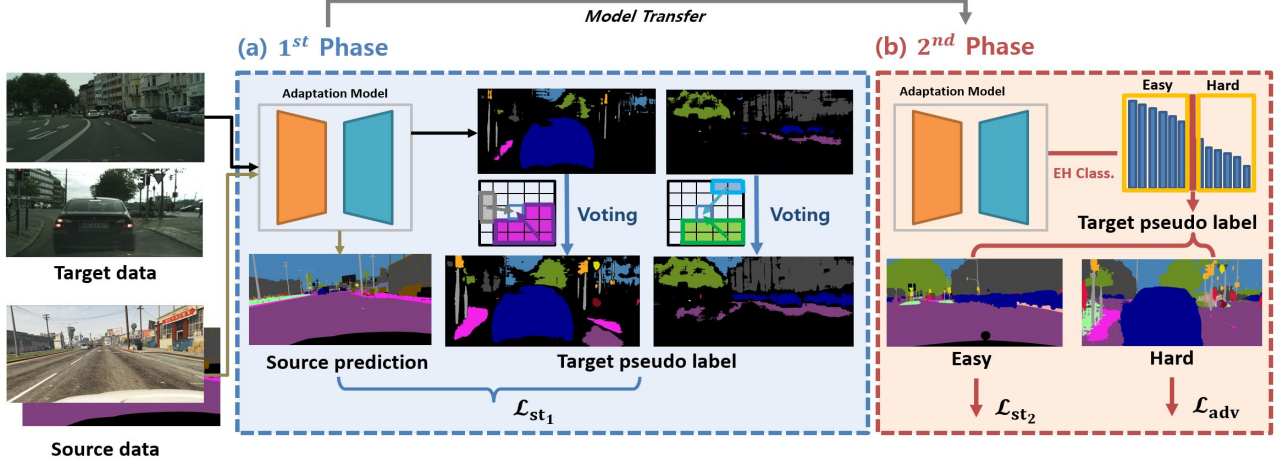 Model Transfer
(a) 1st Phase
Adaptation Model
Voting
Voting
Target data
Source prediction
Target pseudo label
Source data
ℒst1
(b) 2nd Phase
Adaptation Model
Easy
Hard
EH Class.
Target pseudo label
Easy
Hard
ℒst2
ℒadv